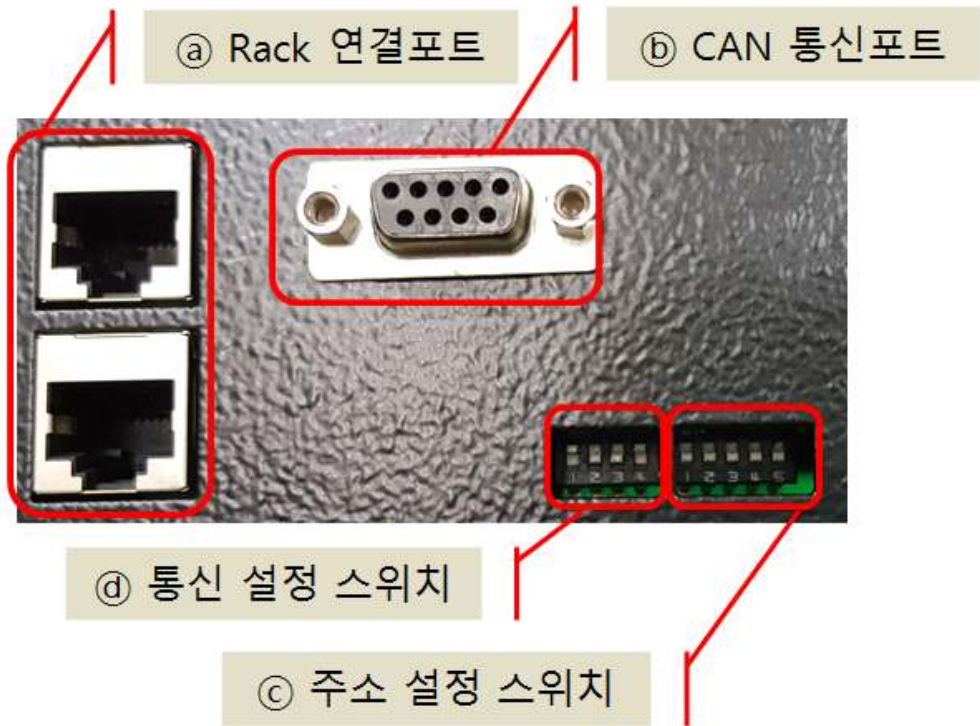 ⓐ Rack 연결포트
ⓑ CAN 통신포트
1 2 3 4
1 2 3 4 5
ⓓ 통신 설정 스위치
ⓒ 주소 설정 스위치